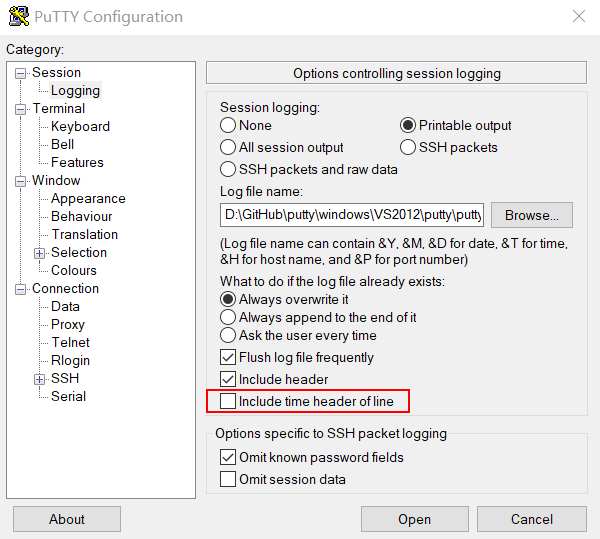 PuTTY Configuration
Category:
Session
Logging
Terminal
Keyboard
Bell
Features
Window
Appearance
Behaviour
Translation
Selection
Colours
Connection
Data
Proxy
Telnet
Rlogin
SSH
Serial
Options controlling session logging
Session logging:
None
Printable output
All session output
SSH packets
SSH packets and raw data
Log file name:
D:\GitHub\putty\windows\VS2012\putty\putty
Browse...
(Log file name can contain &Y, &M, &D for date, &T for time,
&H for host name, and &P for port number)
What to do if the log file already exists:
Always overwrite it
Always append to the end of it
Ask the user every time
Flush log file frequently
Include header
Include time header of line
Options specific to SSH packet logging
Omit known password fields
Omit session data
About
Open
Cancel